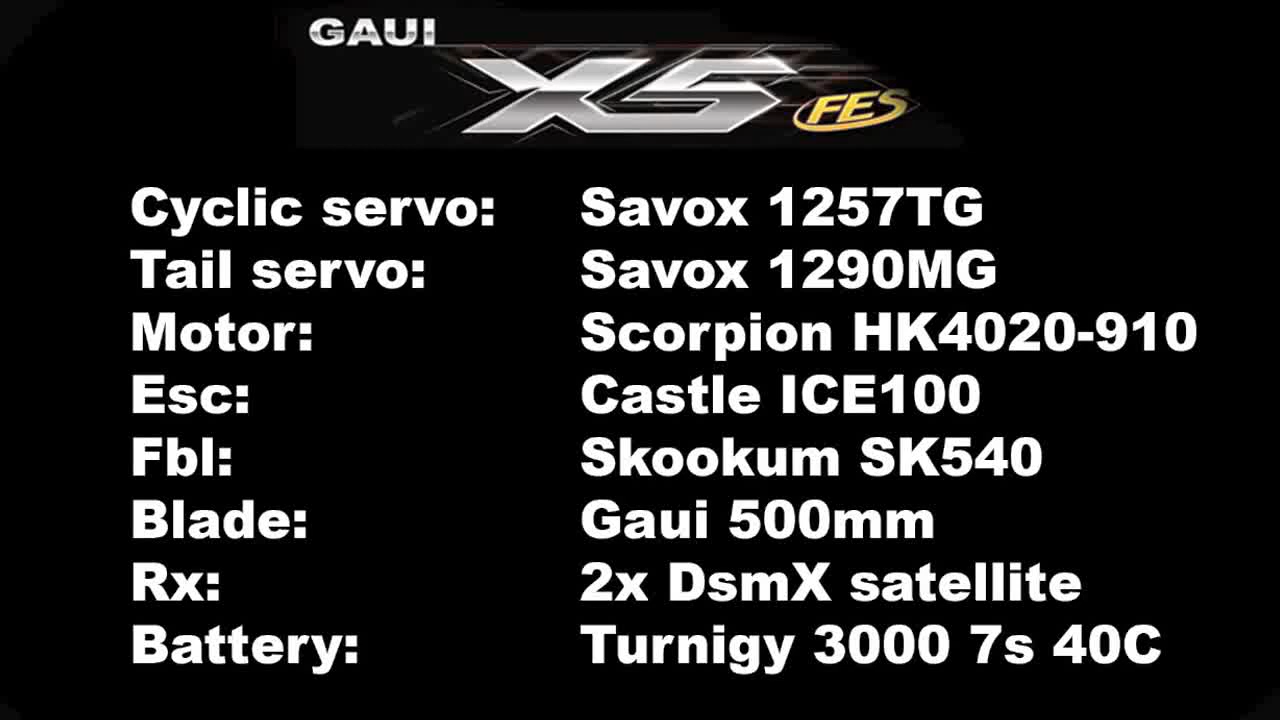 GAUI
X5 FES
Cyclic servo: Savox 1257TG
Tail servo: Savox 1290MG
Motor: Scorpion HK4020-910
Esc: Castle ICE100
Fbl: Skookum SK540
Blade: Gaui 500mm
Rx: 2x DsmX satellite
Battery: Turnigy 3000 7s 40C